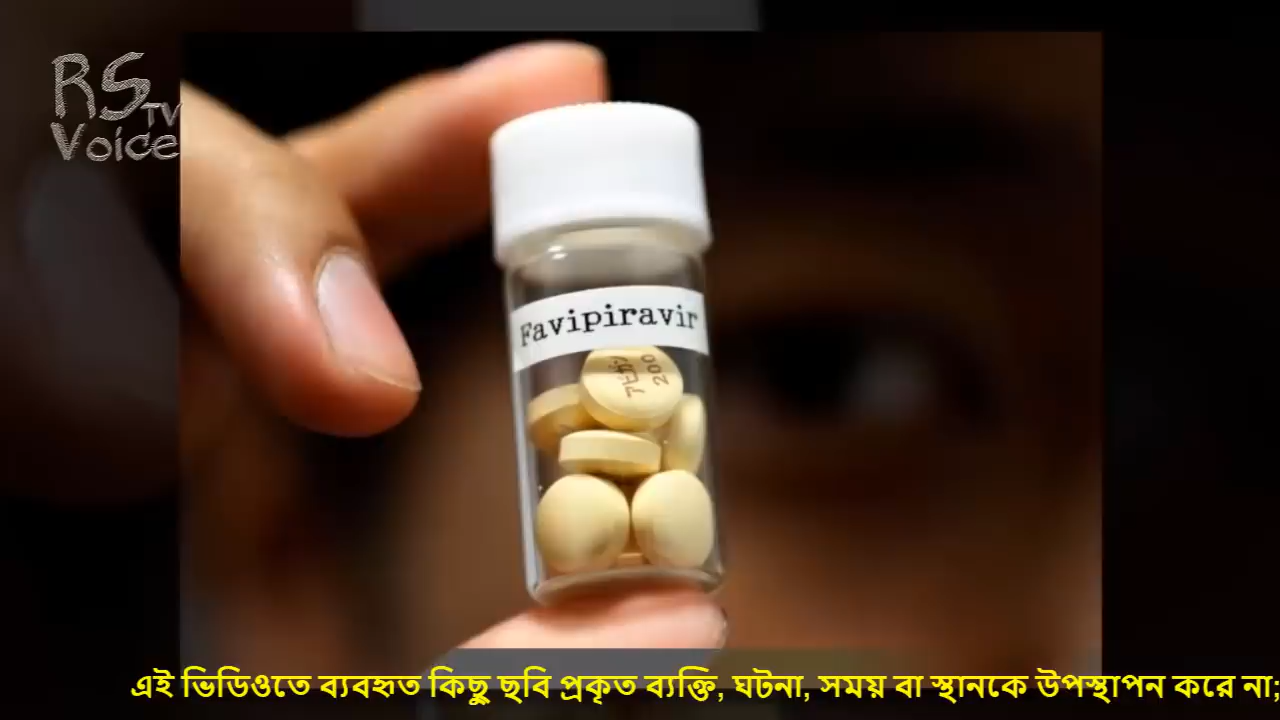 RS
TV
Voice
Favipiravir
200
এই ভিডিওতে ব্যবহৃত কিছু ছবি প্রকৃত ব্যক্তি, ঘটনা, সময় বা স্থানকে উপস্থাপন করে না;